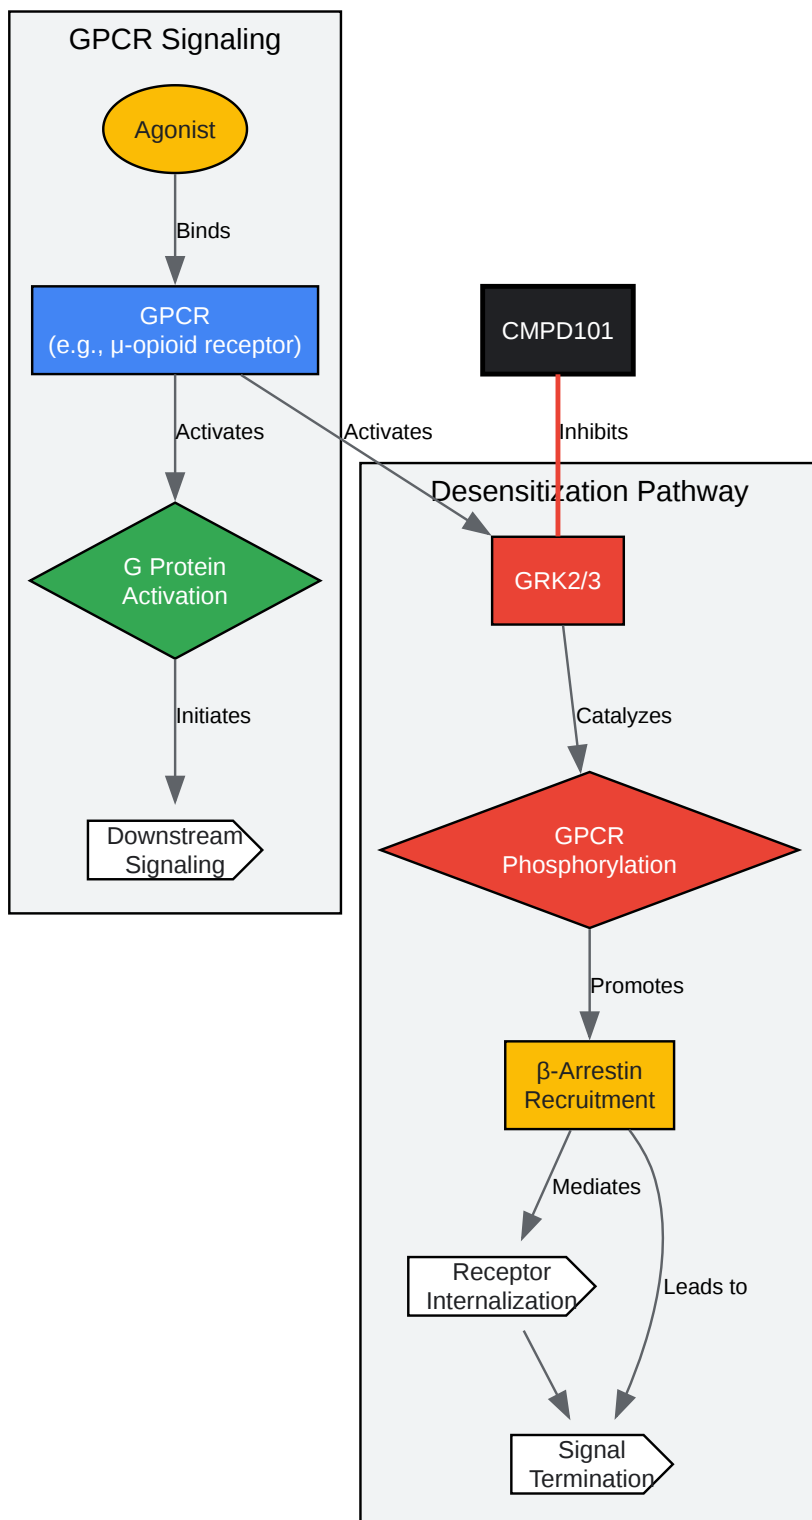 GPCR Signaling
Agonist
Binds
GPCR
(e.g., μ-opioid receptor)
CMPD101
Activates
Activates
Inhibits
Desensitization Pathway
G Protein
Activation
GRK2/3
Initiates
Catalyzes
Downstream
Signaling
GPCR
Phosphorylation
Promotes
β-Arrestin
Recruitment
Mediates
Receptor
Internalization
Leads to
Signal
Termination